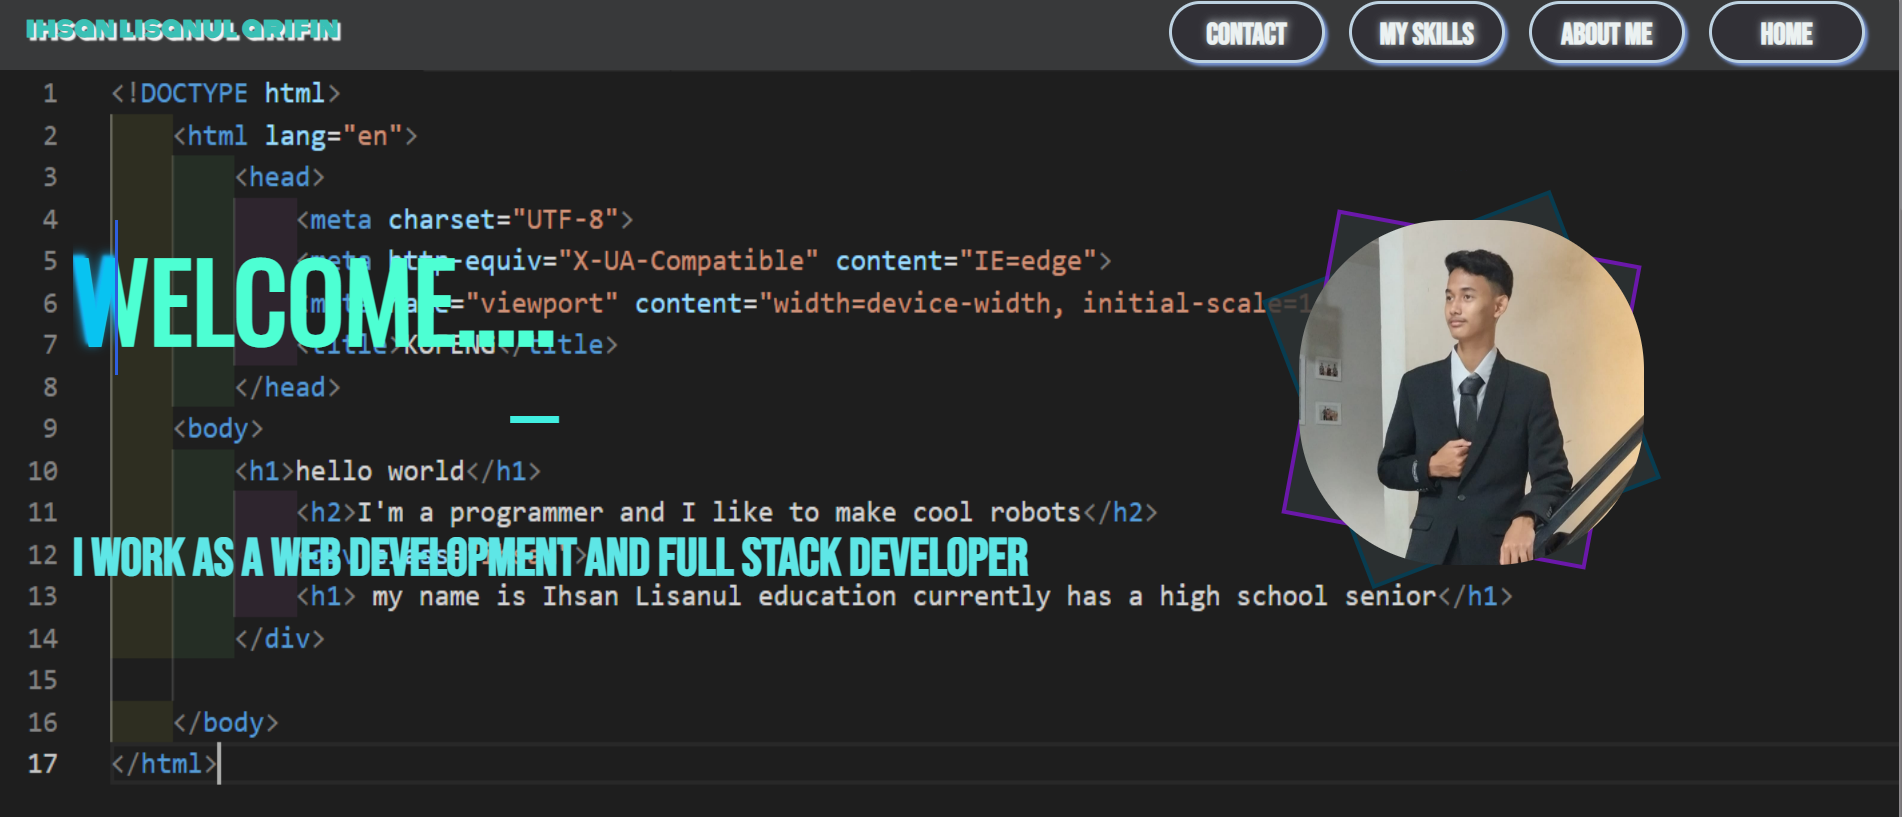 IHSAN LISANUL ARIFIN
CONTACT
MY SKILLS
ABOUT ME
HOME
1 <!DOCTYPE html>
2 <html lang="en">
3 <head>
4 <meta charset="UTF-8">
5 <meta http-equiv="X-UA-Compatible" content="IE=edge">
WELCOME.....
6 "viewport" content="width=device-width, initial-scale=1
7 <title>KOPENG</title>
8 </head>
9 <body>
10 <h1>hello world</h1>
11 <h2>I'm a programmer and I like to make cool robots</h2>
I WORK AS A WEB DEVELOPMENT AND FULL STACK DEVELOPER
12
13 <h1> my name is Ihsan Lisanul education currently has a high school senior</h1>
14 </div>
15
16 </body>
17 </html>